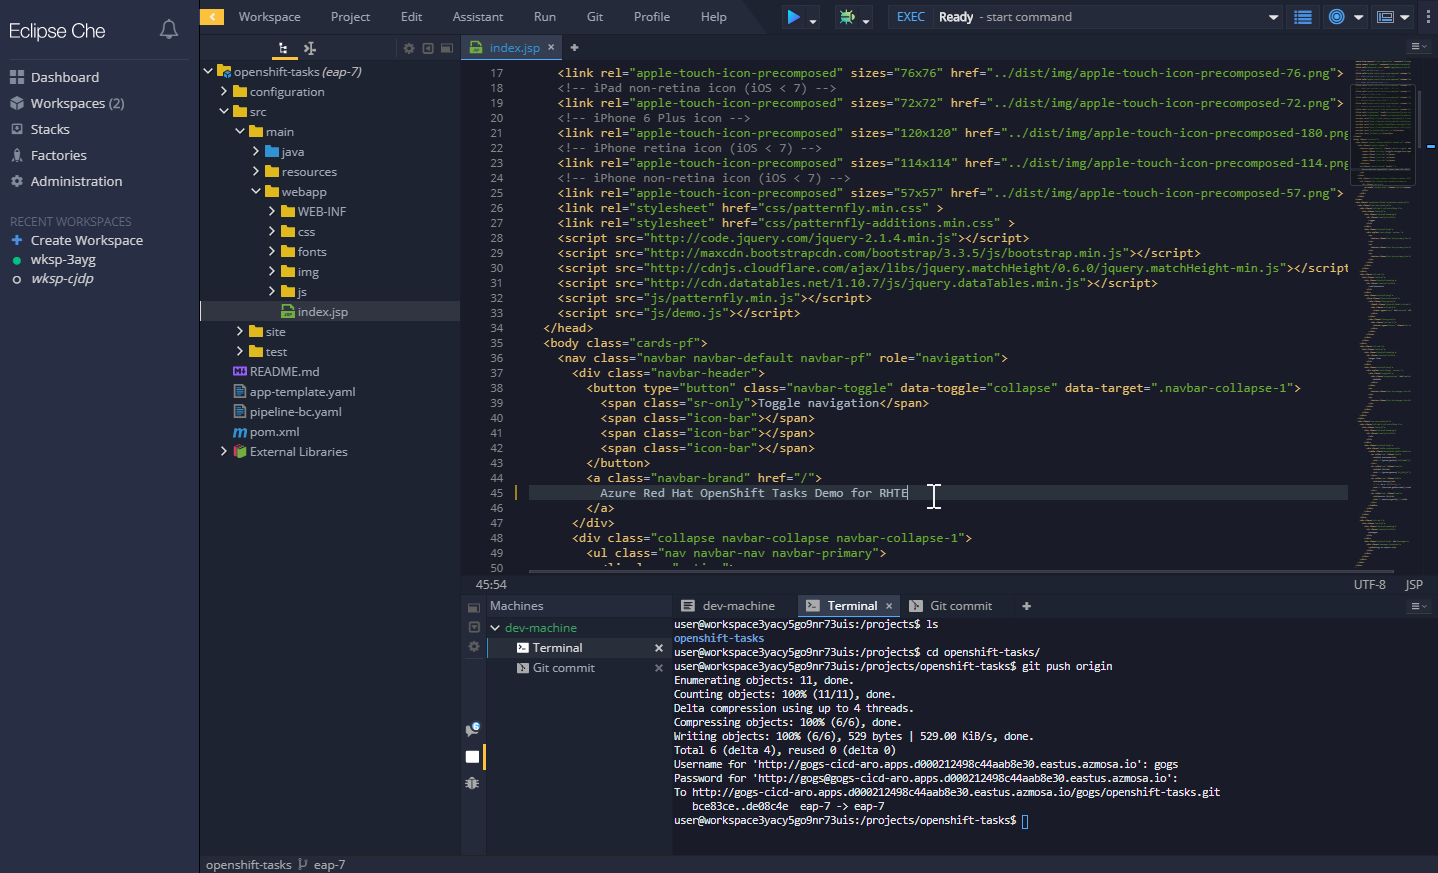 Eclipse Che
Dashboard
Workspaces (2)
Stacks
Factories
Administration
RECENT WORKSPACES
Create Workspace
wksp-3ayg
wksp-cjdp
Workspace Project Edit Assistant Run Git Profile Help
EXEC Ready - start command
openshift-tasks (eap-7)
configuration
src
main
java
resources
webapp
WEB-INF
css
fonts
img
js
index.jsp
site
test
README.md
app-template.yaml
pipeline-bc.yaml
pom.xml
External Libraries
index.jsp × +
17 <link rel="apple-touch-icon-precomposed" sizes="76x76" href="../dist/img/apple-touch-icon-precomposed-76.png">
18 <!-- iPad non-retina icon (iOS < 7) -->
19 <link rel="apple-touch-icon-precomposed" sizes="72x72" href="../dist/img/apple-touch-icon-precomposed-72.png">
20 <!-- iPhone 6 Plus icon -->
21 <link rel="apple-touch-icon-precomposed" sizes="120x120" href="../dist/img/apple-touch-icon-precomposed-180.png
22 <!-- iPhone retina icon (iOS < 7) -->
23 <link rel="apple-touch-icon-precomposed" sizes="114x114" href="../dist/img/apple-touch-icon-precomposed-114.png
24 <!-- iPhone non-retina icon (iOS < 7) -->
25 <link rel="apple-touch-icon-precomposed" sizes="57x57" href="../dist/img/apple-touch-icon-precomposed-57.png">
26 <link rel="stylesheet" href="css/patternfly.min.css" >
27 <link rel="stylesheet" href="css/patternfly-additions.min.css" >
28 <script src="http://code.jquery.com/jquery-2.1.4.min.js"></script>
29 <script src="http://maxcdn.bootstrapcdn.com/bootstrap/3.3.5/js/bootstrap.min.js"></script>
30 <script src="http://cdnjs.cloudflare.com/ajax/libs/jquery.matchHeight/0.6.0/jquery.matchHeight-min.js"></script
31 <script src="http://cdn.datatables.net/1.10.7/js/jquery.dataTables.min.js"></script>
32 <script src="js/patternfly.min.js"></script>
33 <script src="js/demo.js"></script>
34 </head>
35 <body class="cards-pf">
36 <nav class="navbar navbar-default navbar-pf" role="navigation">
37 <div class="navbar-header">
38 <button type="button" class="navbar-toggle" data-toggle="collapse" data-target=".navbar-collapse-1">
39 <span class="sr-only">Toggle navigation</span>
40 <span class="icon-bar"></span>
41 <span class="icon-bar"></span>
42 <span class="icon-bar"></span>
43 </button>
44 <a class="navbar-brand" href="/">
45 Azure Red Hat OpenShift Tasks Demo for RHTE
46 </a>
47 </div>
48 <div class="collapse navbar-collapse navbar-collapse-1">
49 <ul class="nav navbar-nav navbar-primary">
50
45:54 UTF-8 JSP
Machines
dev-machine
Terminal ×
Git commit ×
dev-machine Terminal × Git commit +
user@workspace3yacy5go9nr73uis:/projects$ ls
openshift-tasks
user@workspace3yacy5go9nr73uis:/projects$ cd openshift-tasks/
user@workspace3yacy5go9nr73uis:/projects/openshift-tasks$ git push origin
Enumerating objects: 11, done.
Counting objects: 100% (11/11), done.
Delta compression using up to 4 threads.
Compressing objects: 100% (6/6), done.
Writing objects: 100% (6/6), 529 bytes | 529.00 KiB/s, done.
Total 6 (delta 4), reused 0 (delta 0)
Username for 'http://gogs-cicd-aro.apps.d000212498c44aab8e30.eastus.azmosa.io': gogs
Password for 'http://gogs@gogs-cicd-aro.apps.d000212498c44aab8e30.eastus.azmosa.io':
To http://gogs-cicd-aro.apps.d000212498c44aab8e30.eastus.azmosa.io/gogs/openshift-tasks.git
bce83ce..de08c4e eap-7 -> eap-7
user@workspace3yacy5go9nr73uis:/projects/openshift-tasks$
6
openshift-tasks eap-7